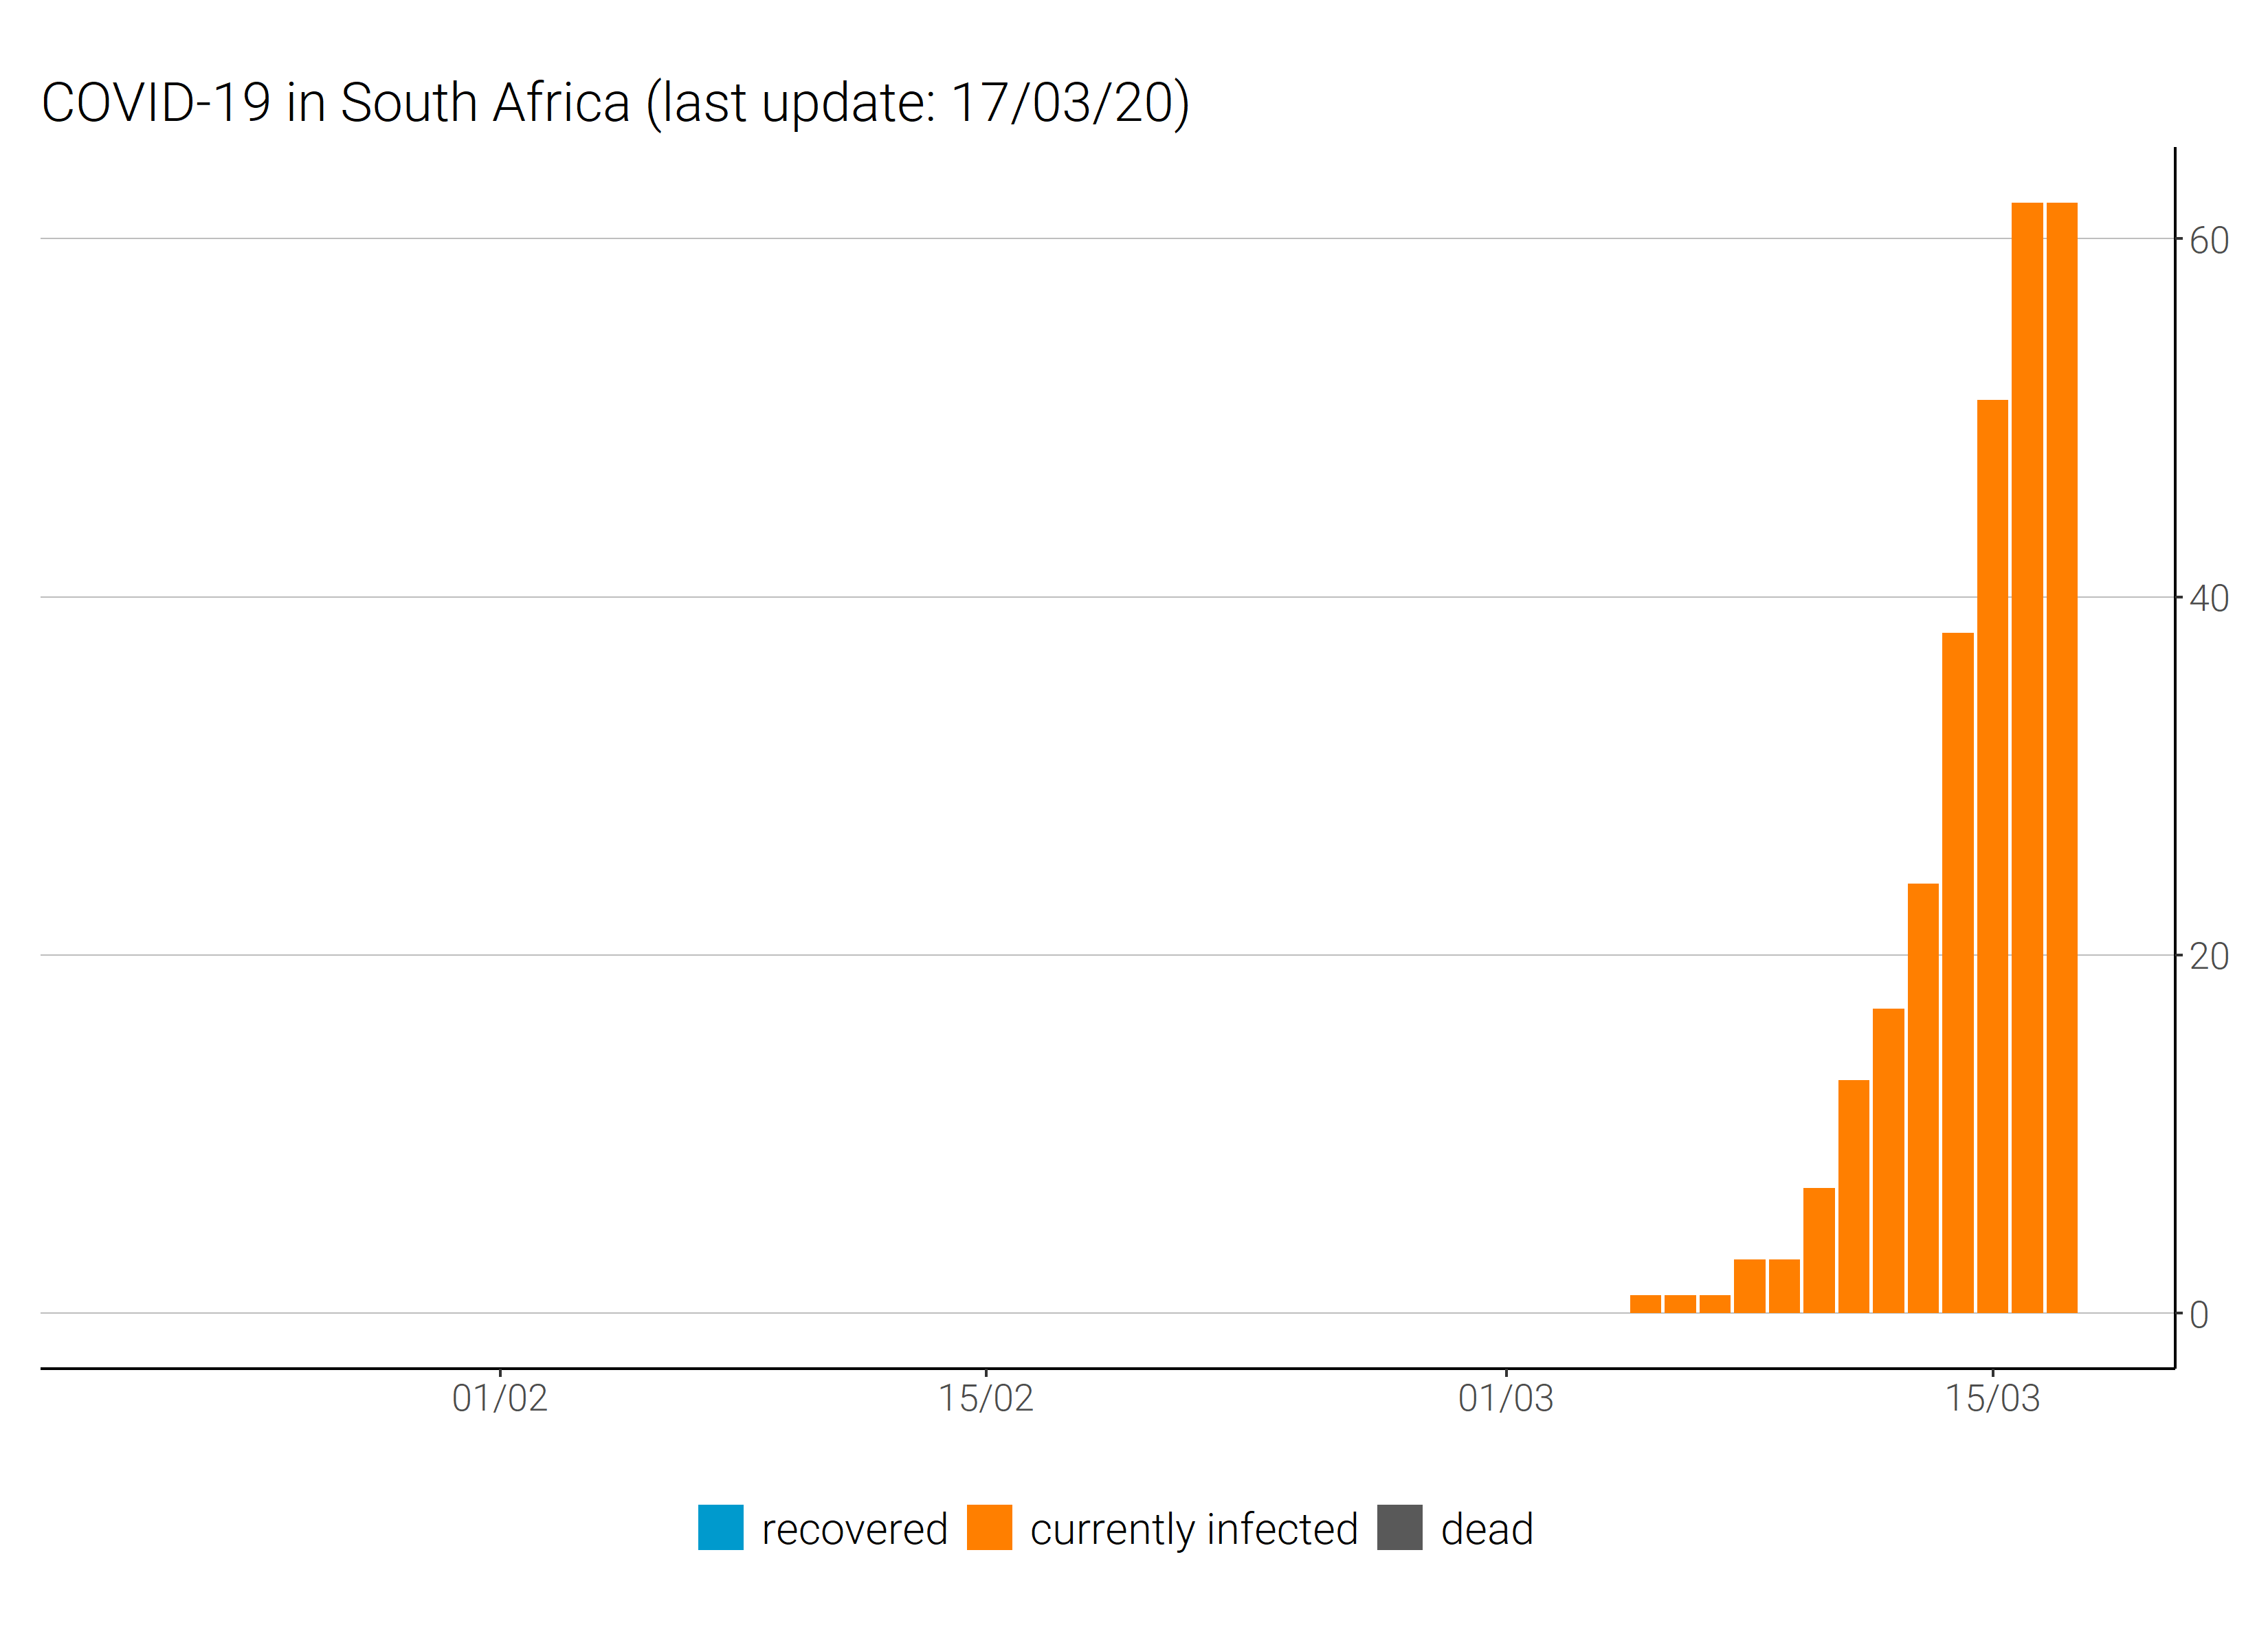 COVID-19 in South Africa (last update: 17/03/20)
60
40
20
0
01/02 15/02 01/03 15/03
recovered currently infected dead